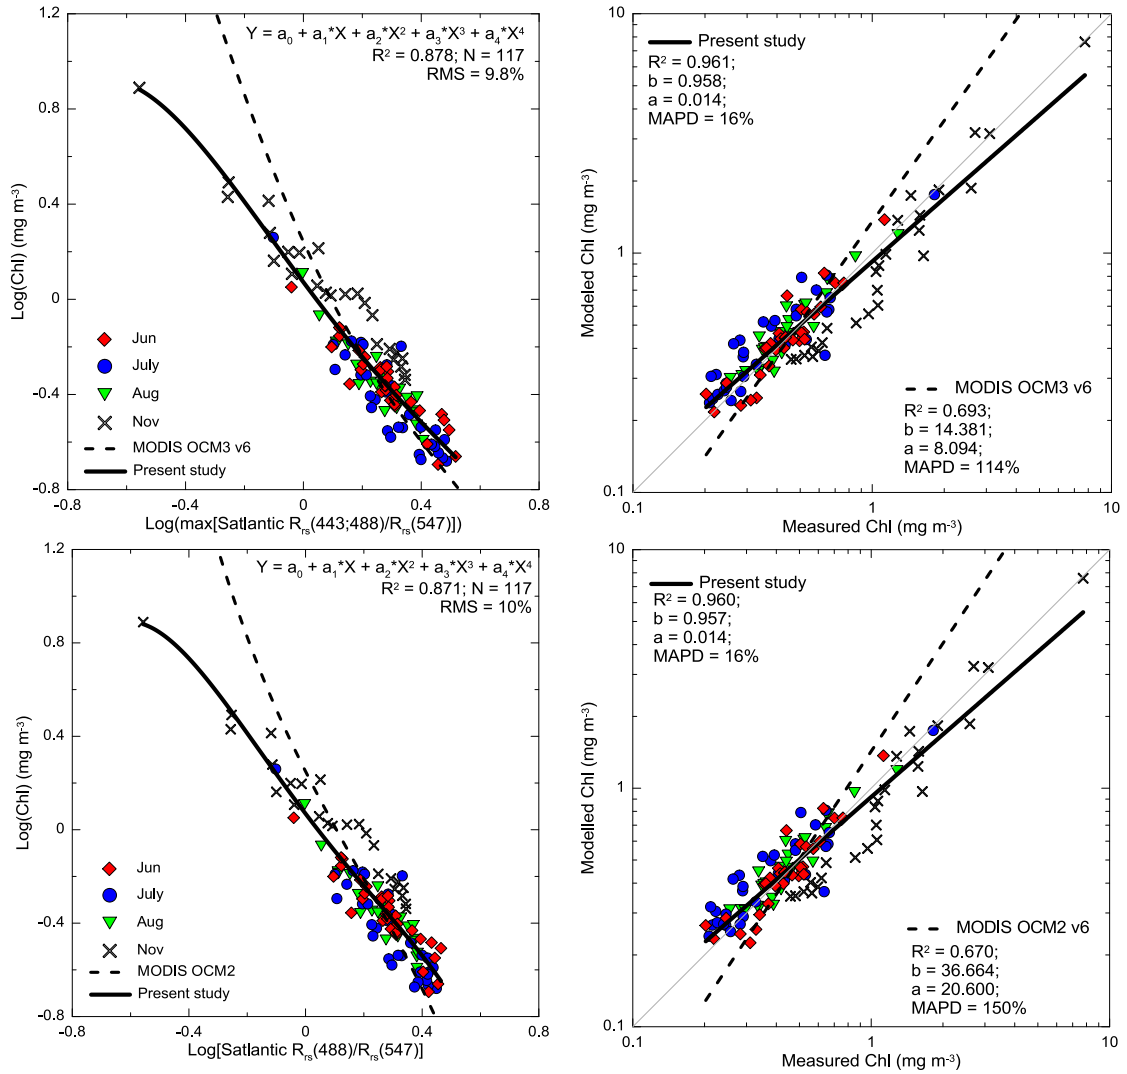 Y = a₀ + a₁*X + a₂*X² + a₃*X³ + a₄*X⁴
R² = 0.878; N = 117
RMS = 9.8%
1.2
0.8
0.4
0
-0.4
-0.8
Log(Chl) (mg m⁻³)
Jun
July
Aug
Nov
MODIS OCM3 v6
Present study
-0.8
-0.4
0
0.4
0.8
Log(max[Satlantic Rrs(443;488)/Rrs(547)])
Present study
R² = 0.961;
b = 0.958;
a = 0.014;
MAPD = 16%
10
1
0.1
Modeled Chl (mg m⁻³)
MODIS OCM3 v6
R² = 0.693;
b = 14.381;
a = 8.094;
MAPD = 114%
0.1
1
10
Measured Chl (mg m⁻³)
Y = a₀ + a₁*X + a₂*X² + a₃*X³ + a₄*X⁴
R² = 0.871; N = 117
RMS = 10%
1.2
0.8
0.4
0
-0.4
-0.8
Log(Chl) (mg m⁻³)
Jun
July
Aug
Nov
MODIS OCM2
Present study
-0.8
-0.4
0
0.4
0.8
Log[Satlantic Rrs(488)/Rrs(547)]
Present study
R² = 0.960;
b = 0.957;
a = 0.014;
MAPD = 16%
10
1
0.1
Modelled Chl (mg m⁻³)
MODIS OCM2 v6
R² = 0.670;
b = 36.664;
a = 20.600;
MAPD = 150%
0.1
1
10
Measured Chl (mg m⁻³)